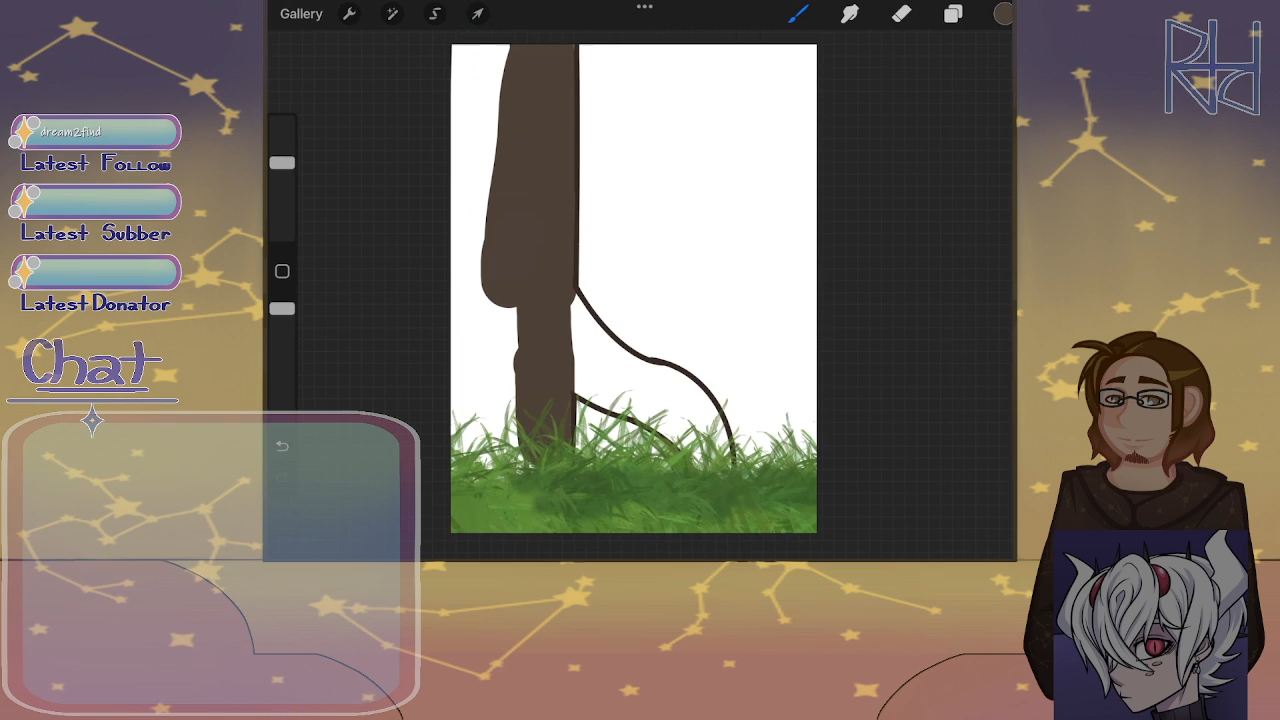 Gallery
dream2find
Latest Follow
Latest Subber
Latest Donator
Chat